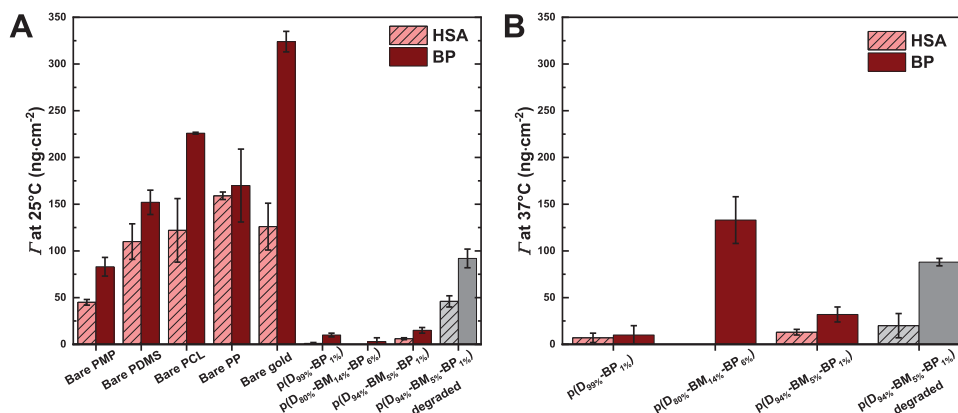 A
Γ at 25°C (ng·cm⁻²)
350
300
250
200
150
100
50
0
HSA
BP
Bare PMP
Bare PDMS
Bare PCL
Bare PP
Bare gold
p(D99%-BP1%)
p(D80%-BM14%-BP6%)
p(D94%-BM5%-BP1%)
p(D94%-BM5%-BP1%)
degraded
B
Γ at 37°C (ng·cm⁻²)
350
300
250
200
150
100
50
0
HSA
BP
p(D99%-BP1%)
p(D80%-BM14%-BP6%)
p(D94%-BM5%-BP1%)
p(D94%-BM5%-BP1%)
degraded